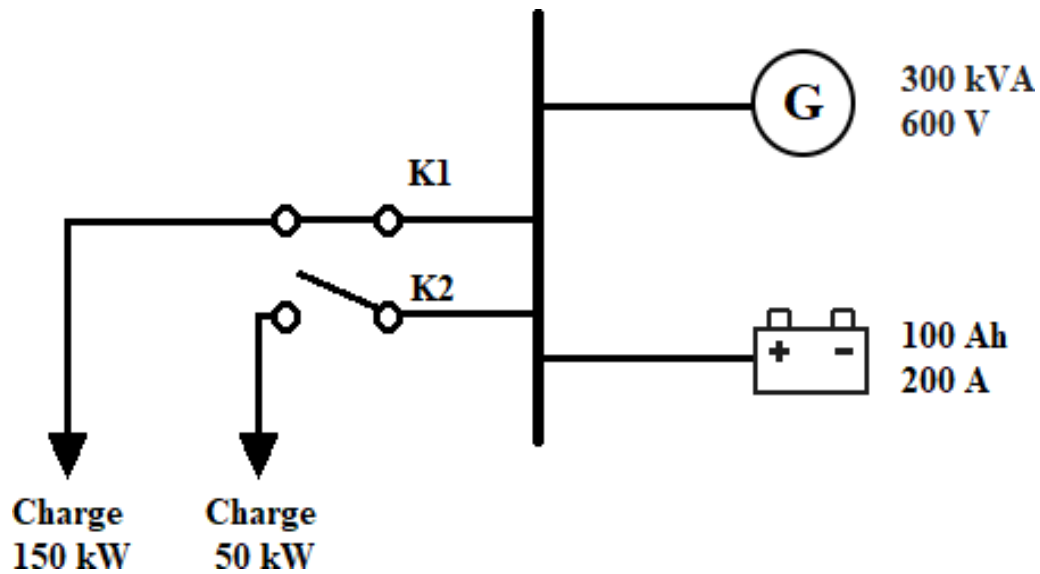 300 kVA
600 V
G
K1
K2
100 Ah
200 A
+ -
Charge
150 kW
Charge
50 kW